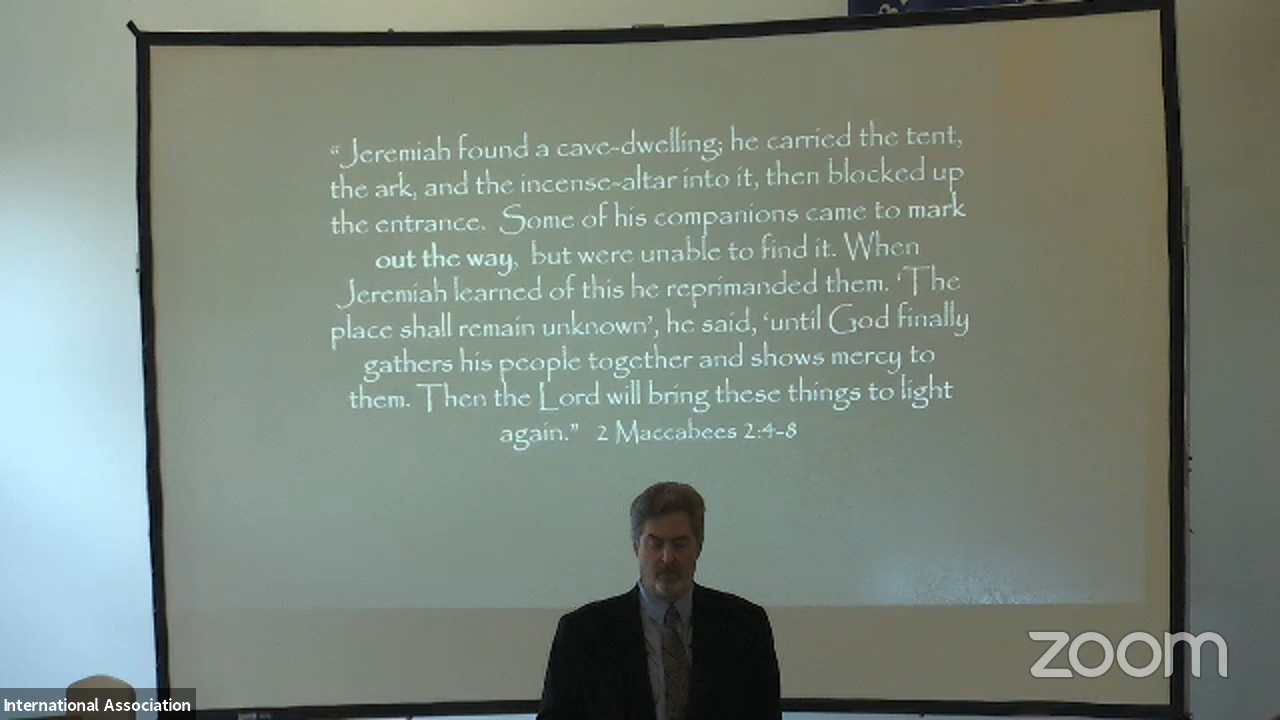 “Jeremiah found a cave-dwelling; he carried the tent,
the ark, and the incense-altar into it, then blocked up
the entrance. Some of his companions came to mark
out the way, but were unable to find it. When
Jeremiah learned of this he reprimanded them. ‘The
place shall remain unknown’, he said, ‘until God finally
gathers his people together and shows mercy to
them. Then the Lord will bring these things to light
again.” 2 Maccabees 2:4-8
zoom
International Association